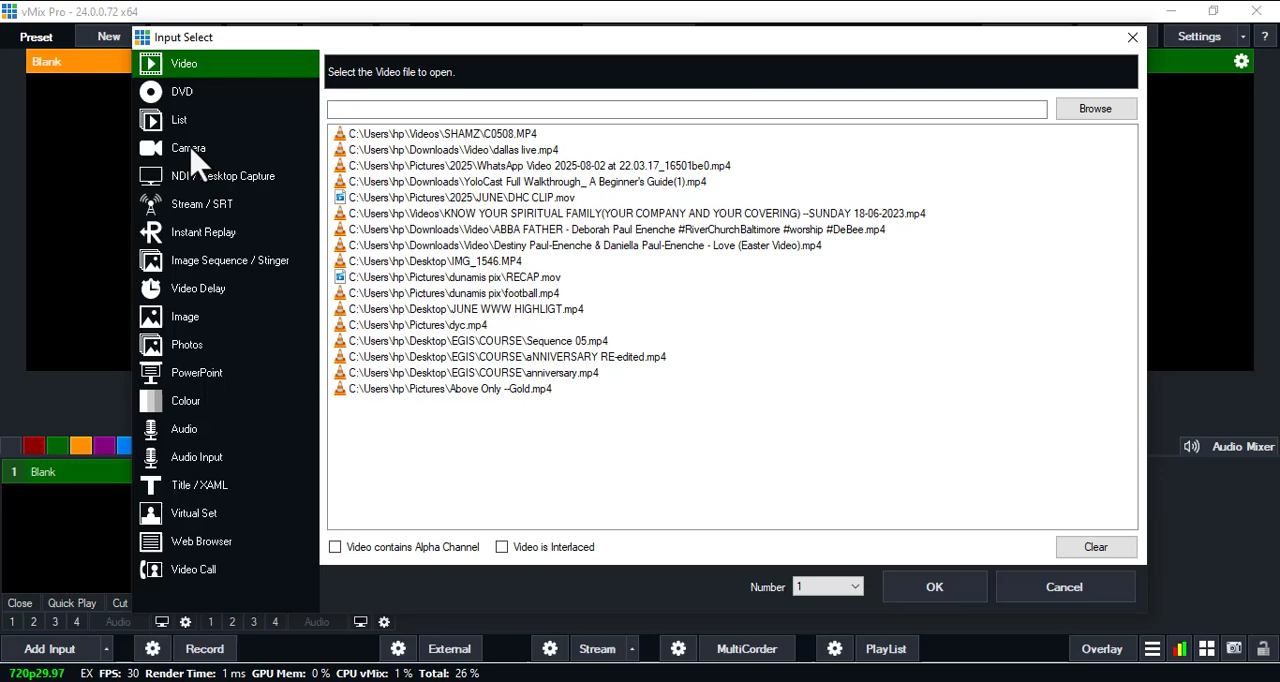 vMix Pro - 24.0.0.72 x64
Preset
New
Settings
?
Blank
Input Select
Video
DVD
List
Camera
Desktop Capture
Stream / SRT
Instant Replay
Image Sequence / Stinger
Video Delay
Image
Photos
PowerPoint
Colour
Audio
Audio Input
Title / XAML
Virtual Set
Web Browser
Video Call
Select the Video file to open.
Browse
C:\Users\hp\Videos\SHAMZ\C0508.MP4
C:\Users\hp\Downloads\Video\dallas live.mp4
C:\Users\hp\Pictures\2025\WhatsApp Video 2025-08-02 at 22.03.17_16501be0.mp4
C:\Users\hp\Downloads\YoloCast Full Walkthrough_ A Beginner's Guide(1).mp4
C:\Users\hp\Pictures\2025\JUNE\DHC CLIP.mov
C:\Users\hp\Videos\KNOW YOUR SPIRITUAL FAMILY(YOUR COMPANY AND YOUR COVERING) --SUNDAY 18-06-2023.mp4
C:\Users\hp\Downloads\Video\ABBA FATHER - Deborah Paul Enenche #RiverChurchBaltimore #worship #DeBee.mp4
C:\Users\hp\Downloads\Video\Destiny Paul-Enenche & Daniella Paul-Enenche - Love (Easter Video).mp4
C:\Users\hp\Desktop\IMG_1546.MP4
C:\Users\hp\Pictures\dunamis pix\RECAP.mov
C:\Users\hp\Pictures\dunamis pix\football.mp4
C:\Users\hp\Desktop\JUNE WWW HIGHLIGT.mp4
C:\Users\hp\Pictures\dyc.mp4
C:\Users\hp\Desktop\EGIS\COURSE\Sequence 05.mp4
C:\Users\hp\Desktop\EGIS\COURSE\aNNIVERSARY RE-edited.mp4
C:\Users\hp\Desktop\EGIS\COURSE\anniversary.mp4
C:\Users\hp\Pictures\Above Only --Gold.mp4
Video contains Alpha Channel
Video is Interlaced
Clear
Number
1
OK
Cancel
Audio Mixer
1 Blank
Close Quick Play Cut
1 2 3 4 Audio 1 2 3 4 Audio
Add Input
Record
External
Stream
MultiCorder
PlayList
Overlay
720p29.97 EX FPS: 30 Render Time: 1 ms GPU Mem: 0 % CPU vMix: 1 % Total: 26 %